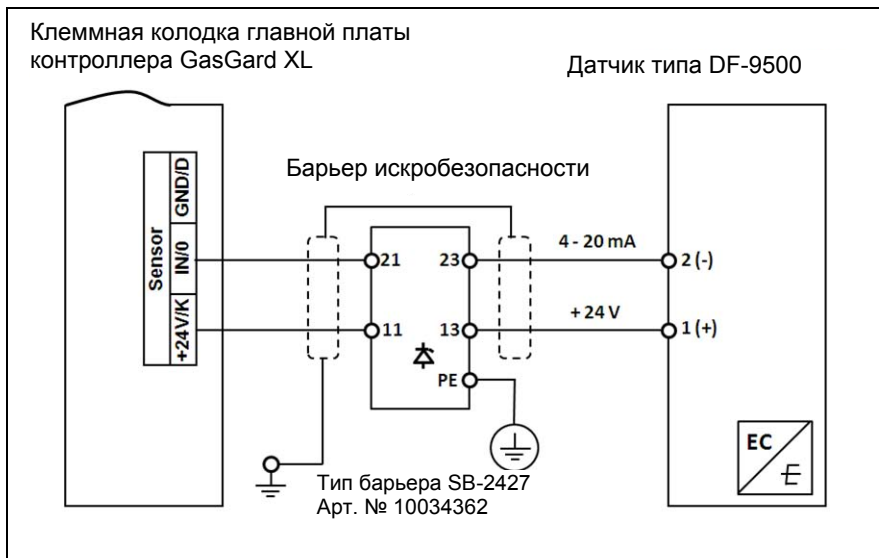 Клеммная колодка главной платы
контроллера GasGard XL
Датчик типа DF-9500
Барьер искробезопасности
Sensor
GND/D
IN/0
+24V/K
21
23
4 - 20 mA
2 (-)
11
13
+ 24 V
1 (+)
PE
EC
E
Тип барьера SB-2427
Арт. № 10034362